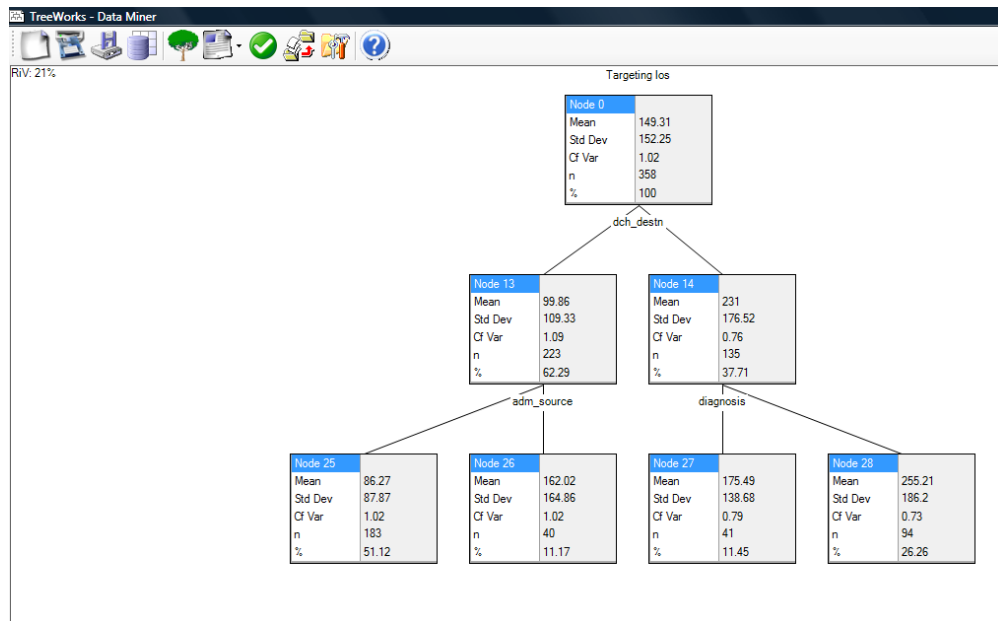 TreeWorks - Data Miner
RiV: 21%
Targeting los
Node 0
Mean 149.31
Std Dev 152.25
Cf Var 1.02
n 358
% 100
dch_destn
Node 13
Mean 99.86
Std Dev 109.33
Cf Var 1.09
n 223
% 62.29
Node 14
Mean 231
Std Dev 176.52
Cf Var 0.76
n 135
% 37.71
adm_source
diagnosis
Node 25
Mean 86.27
Std Dev 87.87
Cf Var 1.02
n 183
% 51.12
Node 26
Mean 162.02
Std Dev 164.86
Cf Var 1.02
n 40
% 11.17
Node 27
Mean 175.49
Std Dev 138.68
Cf Var 0.79
n 41
% 11.45
Node 28
Mean 255.21
Std Dev 186.2
Cf Var 0.73
n 94
% 26.26